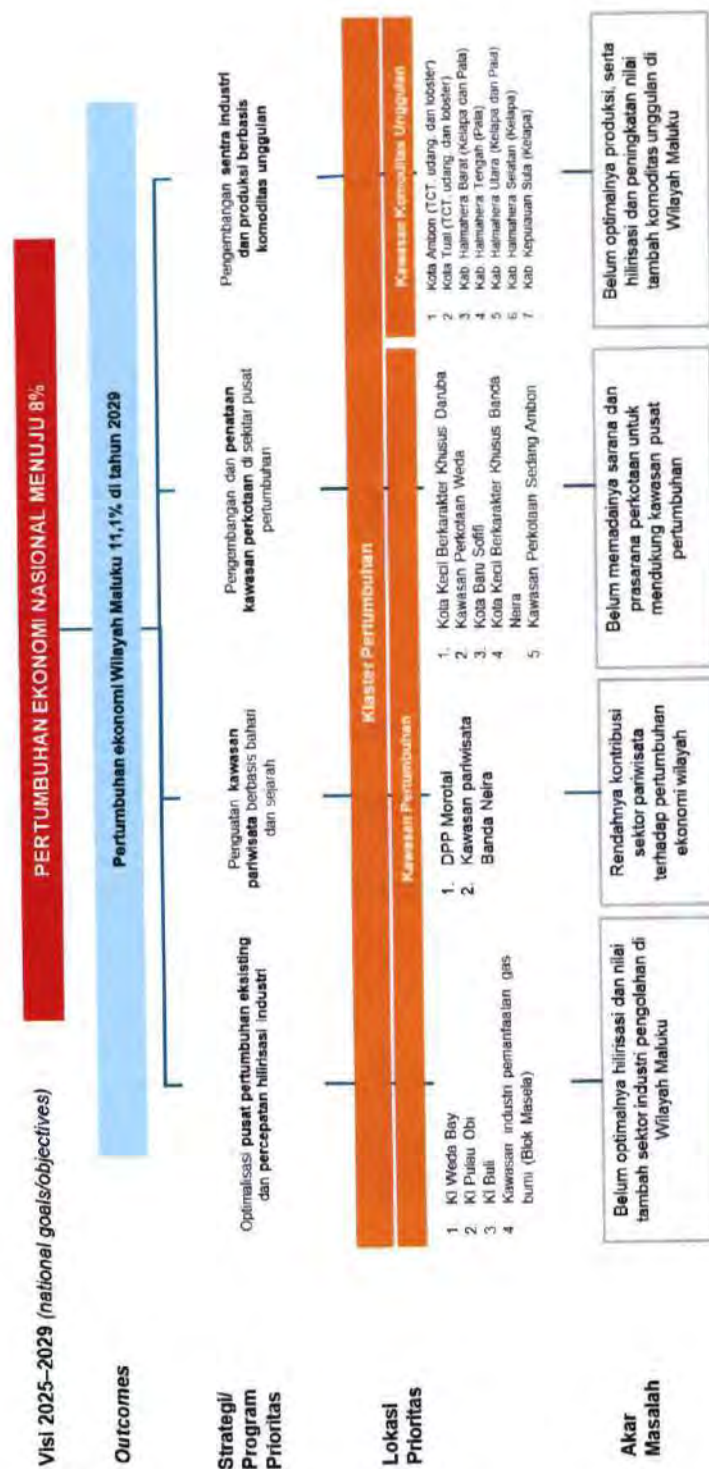 Visi 2025–2029 (national goals/objectives)
PERTUMBUHAN EKONOMI NASIONAL MENUJU 8%
Outcomes
Pertumbuhan ekonomi Wilayah Maluku 11,1% di tahun 2029
Strategi/
Program
Prioritas
Optimalisasi pusat pertumbuhan eksisting
dan percepatan hilirisasi industri
Penguatan kawasan
pariwisata berbasis bahari
dan sejarah
Pengembangan dan penataan
kawasan perkotaan di sekitar pusat
pertumbuhan
Pengembangan sentra industri
dan produksi berbasis
komoditas unggulan
Lokasi
Prioritas
Klaster Pertumbuhan
Kawasan Pertumbuhan
1 KI Weda Bay
2. KI Pulau Obi
3 KI Buli
4 Kawasan industri pemanfaatan gas
bumi (Blok Masela)
1. DPP Morotai
2. Kawasan pariwisata
Banda Neira
1. Kota Kecil Berkarakter Khusus Daruba
2. Kawasan Perkotaan Weda
3. Kota Baru Sofifi
4 Kota Kecil Berkarakter Khusus Banda
Neira
5 Kawasan Perkotaan Sedang Ambon
Kawasan Komoditas Unggulan
1 Kota Ambon (TCT, udang, dan lobster)
2 Kota Tual (TCT, udang, dan lobster)
3 Kab Halmahera Barat (Kelapa dan Pala)
4 Kab Halmahera Tengah (Pala)
5 Kab Halmahera Utara (Kelapa dan Pala)
6 Kab Halmahera Selatan (Kelapa)
7 Kab Kepulauan Sula (Kelapa)
Akar
Masalah
Belum optimalnya hilirisasi dan nilai
tambah sektor industri pengolahan di
Wilayah Maluku
Rendahnya kontribusi
sektor pariwisata
terhadap pertumbuhan
ekonomi wilayah
Belum memadainya sarana dan
prasarana perkotaan untuk
mendukung kawasan pusat
pertumbuhan
Belum optimalnya produksi, serta
hilirisasi dan peningkatan nilai
tambah komoditas unggulan di
Wilayah Maluku